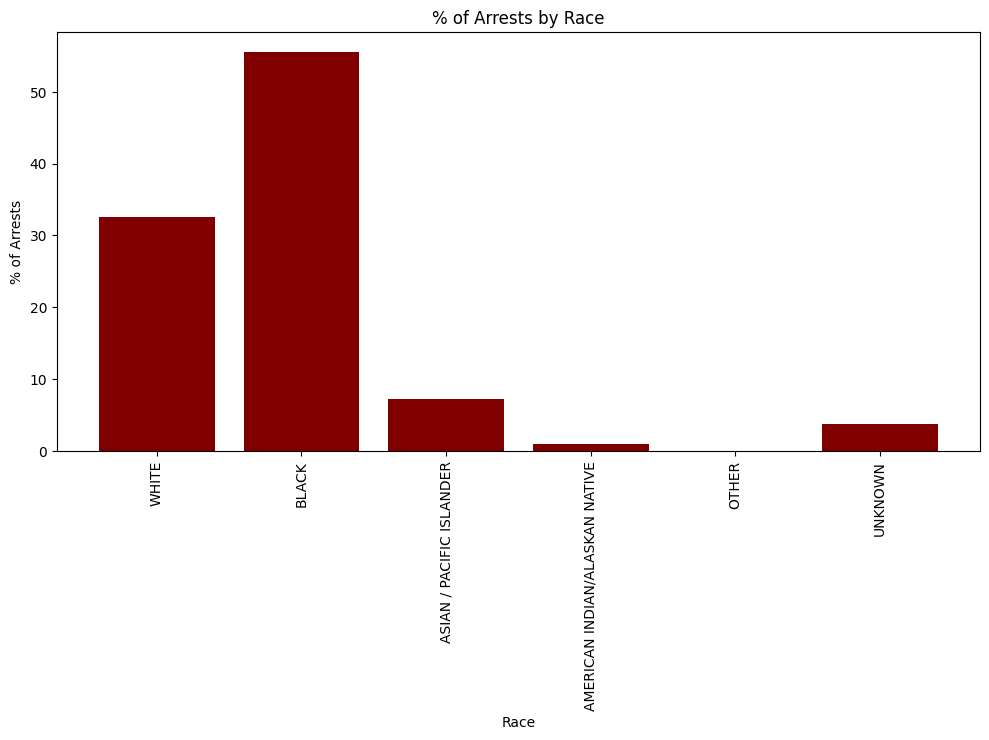 % of Arrests by Race
% of Arrests
50
40
30
20
10
0
WHITE
BLACK
ASIAN / PACIFIC ISLANDER
AMERICAN INDIAN/ALASKAN NATIVE
OTHER
UNKNOWN
Race